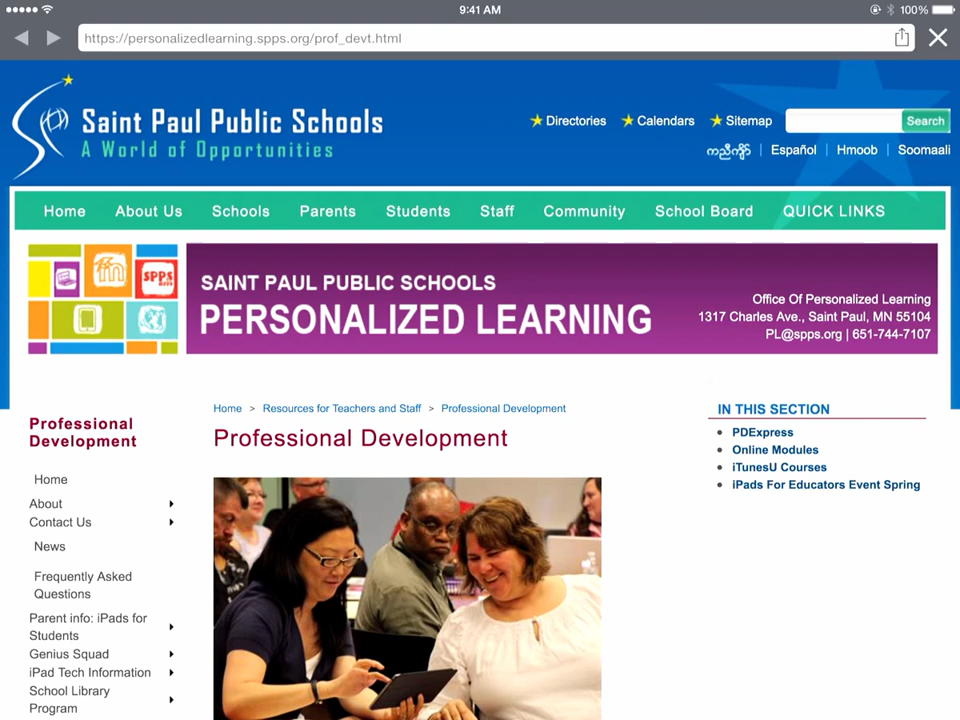 9:41 AM
100%
https://personalizedlearning.spps.org/prof_devt.html
Saint Paul Public Schools
A World of Opportunities
Directories
Calendars
Sitemap
Search
Español | Hmoob | Soomaali
Home
About Us
Schools
Parents
Students
Staff
Community
School Board
QUICK LINKS
spps
SAINT PAUL PUBLIC SCHOOLS
PERSONALIZED LEARNING
Office Of Personalized Learning
1317 Charles Ave., Saint Paul, MN 55104
PL@spps.org | 651-744-7107
Professional
Development
Home
About
Contact Us
News
Frequently Asked
Questions
Parent info: iPads for
Students
Genius Squad
iPad Tech Information
School Library
Program
Home > Resources for Teachers and Staff > Professional Development
Professional Development
IN THIS SECTION
PDExpress
Online Modules
iTunesU Courses
iPads For Educators Event Spring